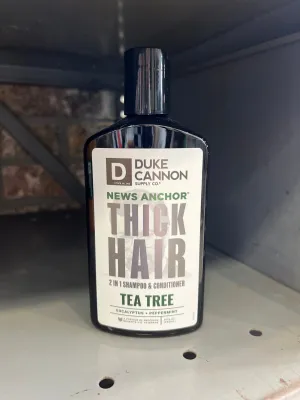 D
DUKE
CANNON
SUPPLY CO
NEWS ANCHOR
THICK
HAIR
2 IN 1 SHAMPOO & CONDITIONER
TEA TREE
EUCALYPTUS + PEPPERMINT